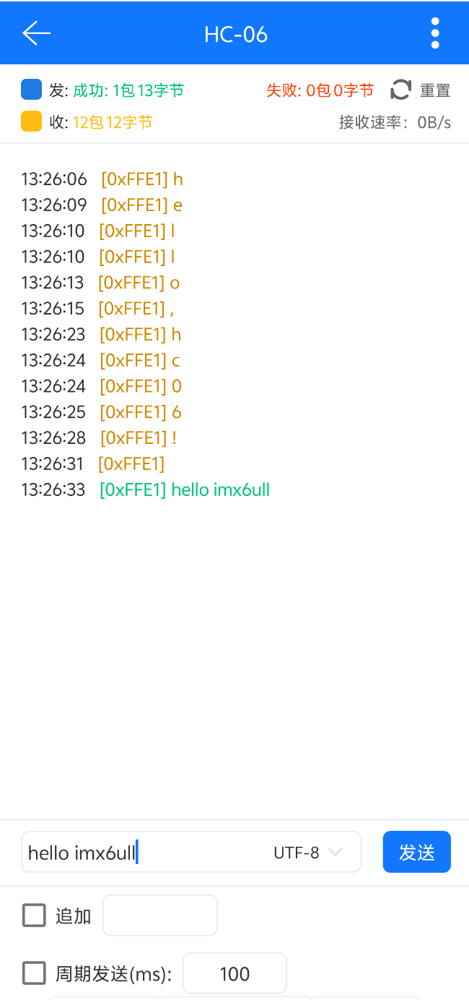 HC-06
发: 成功: 1包13字节 失败: 0包0字节 重置
收: 12包12字节 接收速率：0B/s
13:26:06 [0xFFE1] h
13:26:09 [0xFFE1] e
13:26:10 [0xFFE1] l
13:26:10 [0xFFE1] l
13:26:13 [0xFFE1] o
13:26:15 [0xFFE1] ,
13:26:23 [0xFFE1] h
13:26:24 [0xFFE1] c
13:26:24 [0xFFE1] 0
13:26:25 [0xFFE1] 6
13:26:28 [0xFFE1] !
13:26:31 [0xFFE1]
13:26:33 [0xFFE1] hello imx6ull
hello imx6ull UTF-8 发送
追加
周期发送(ms): 100